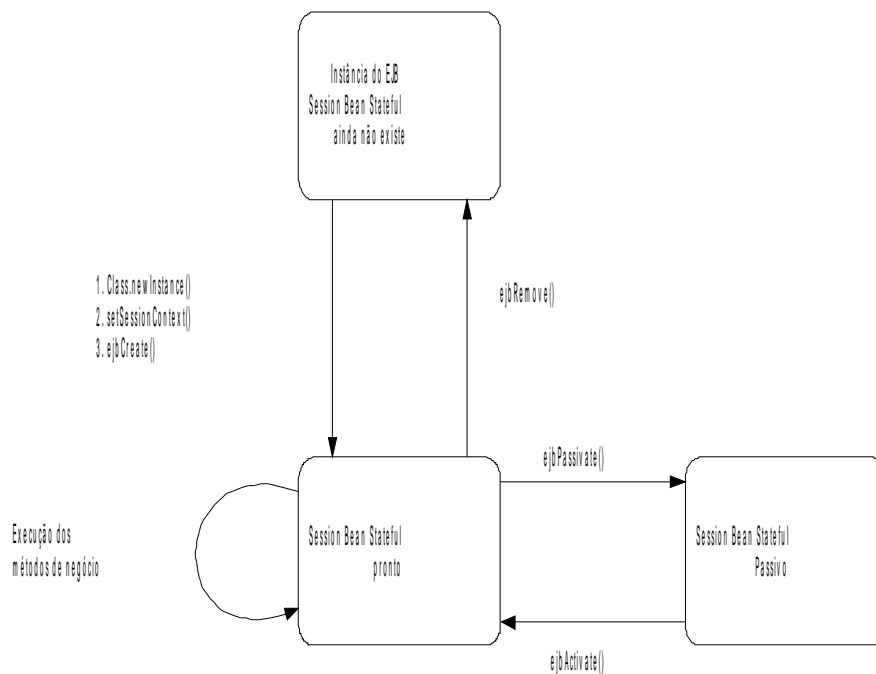 Instância do EJB
Session Bean Stateful
ainda não existe
1. Class.newInstance()
2. setSessionContext()
3. ejbCreate()
ejbRemove()
ejbPassivate()
Execução dos
métodos de negócio
Session Bean Stateful
pronto
Session Bean Stateful
Passivo
ejbActivate()